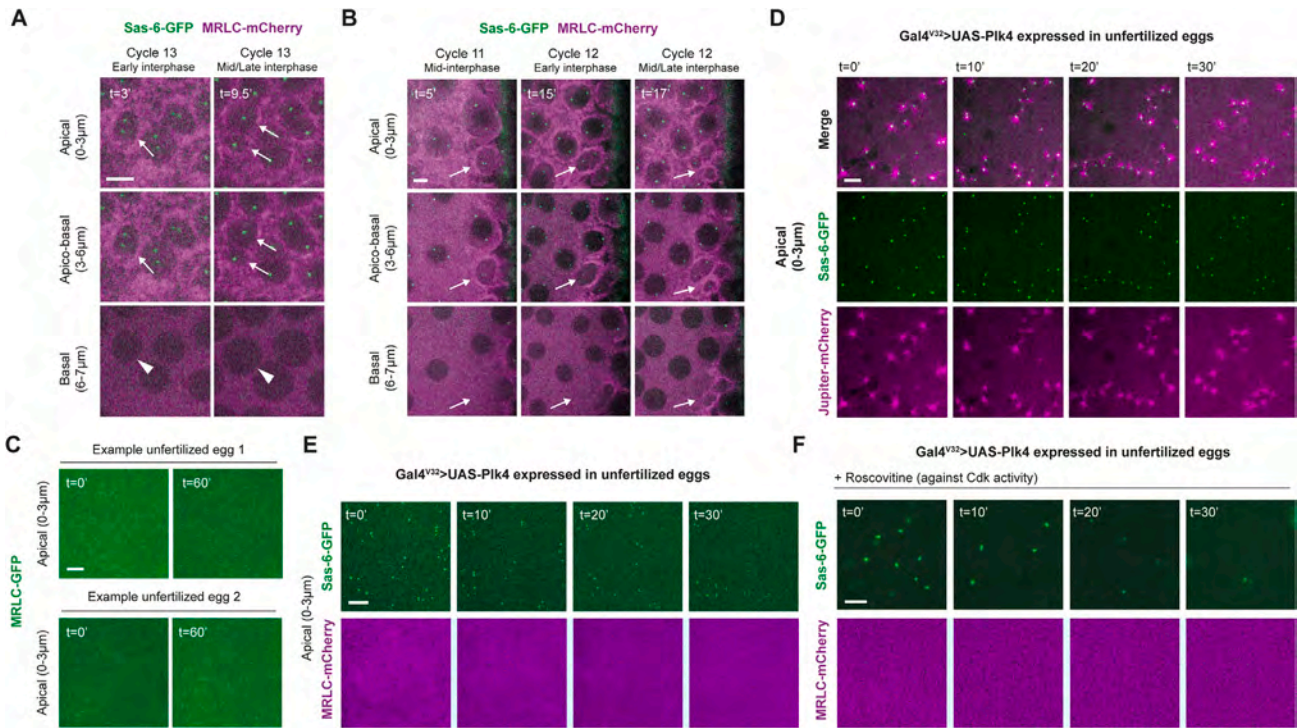 A
Sas-6-GFP MRLC-mCherry
Cycle 13
Early interphase
Cycle 13
Mid/Late interphase
t=3'
t=9.5'
Apical
(0-3µm)
Apico-basal
(3-6µm)
Basal
(6-7µm)
B
Sas-6-GFP MRLC-mCherry
Cycle 11
Mid-interphase
Cycle 12
Early interphase
Cycle 12
Mid/Late interphase
t=5'
t=15'
t=17'
Apical
(0-3µm)
Apico-basal
(3-6µm)
Basal
(6-7µm)
D
Gal4V32>UAS-Plk4 expressed in unfertilized eggs
t=0'
t=10'
t=20'
t=30'
Apical
(0-3µm)
Merge
Sas-6-GFP
Jupiter-mCherry
C
MRLC-GFP
Example unfertilized egg 1
Apical (0-3µm)
t=0'
t=60'
Example unfertilized egg 2
Apical (0-3µm)
t=0'
t=60'
E
Gal4V32>UAS-Plk4 expressed in unfertilized eggs
Apical (0-3µm)
Sas-6-GFP
t=0'
t=10'
t=20'
t=30'
MRLC-mCherry
F
Gal4V32>UAS-Plk4 expressed in unfertilized eggs
+ Roscovitine (against Cdk activity)
Sas-6-GFP
t=0'
t=10'
t=20'
t=30'
MRLC-mCherry